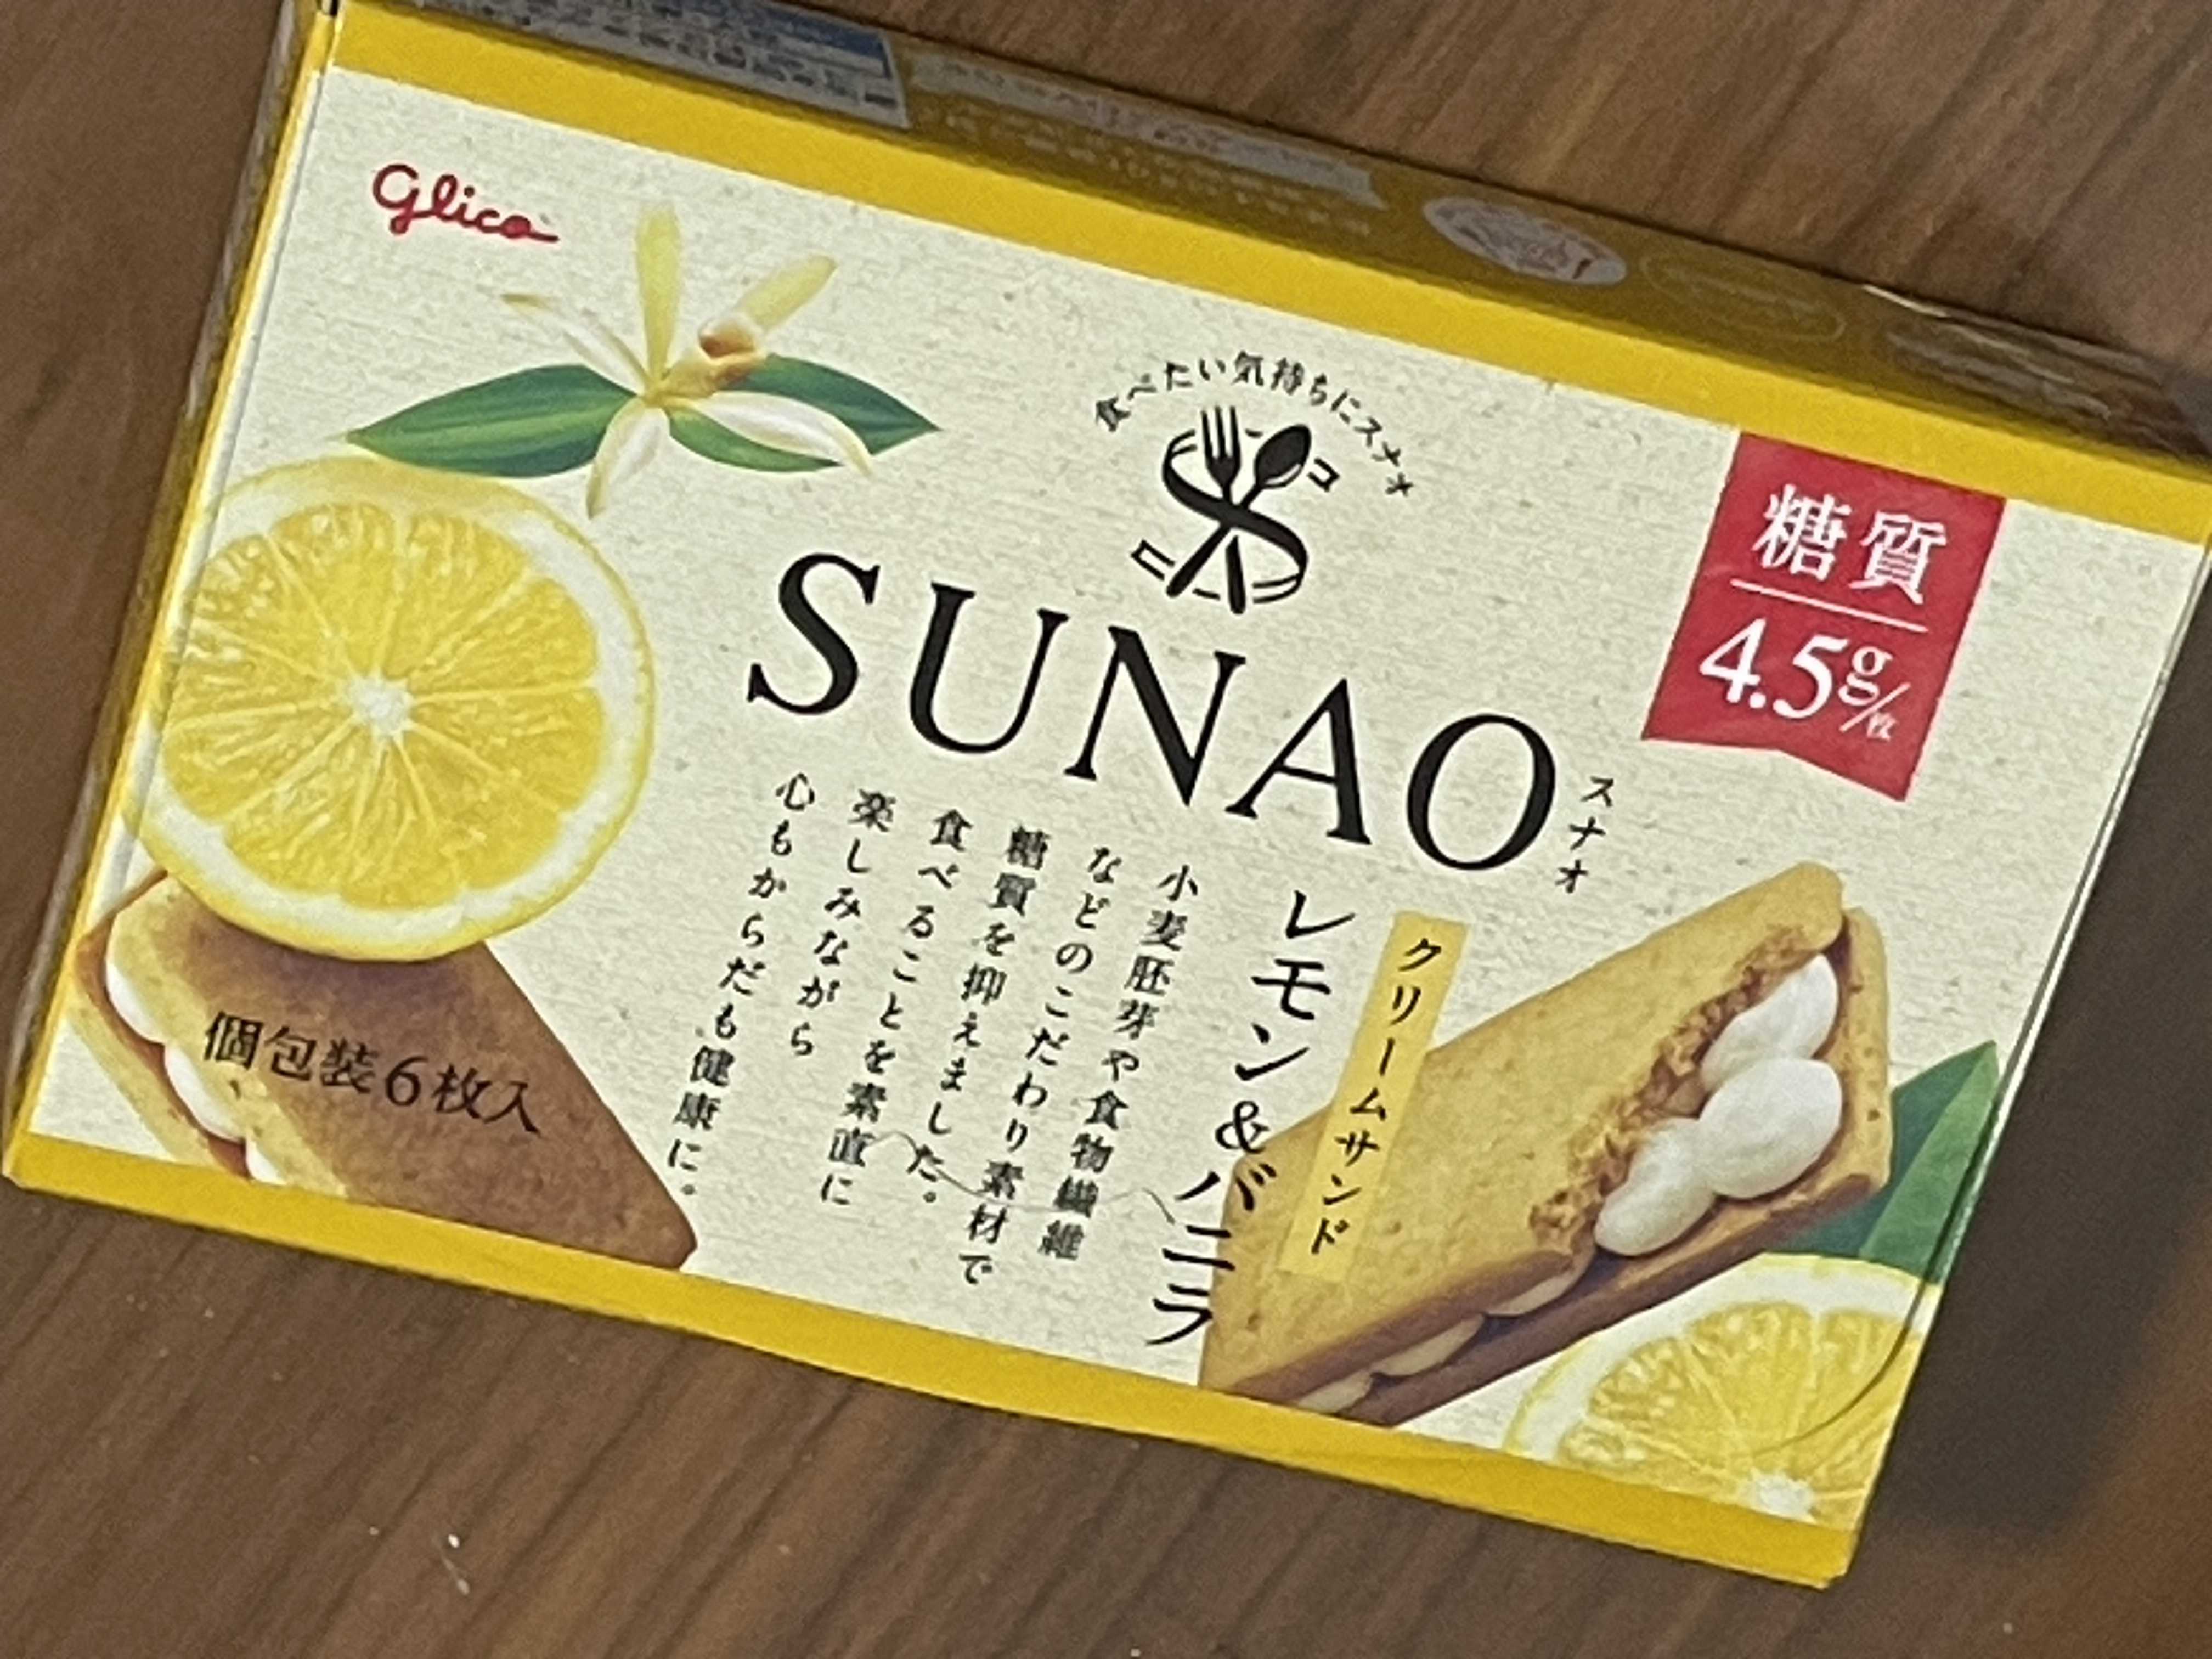 glico
食べたい気持ちにスナオ
SUNAO
スナオ
糖質
4.5g/枚
クリームサンド
レモン&バニラ
小麦胚芽や食物繊維
などのこだわり素材で
糖質を抑えました。
食べることを素直に
楽しみながら
心もからだも健康に。
個包装6枚入